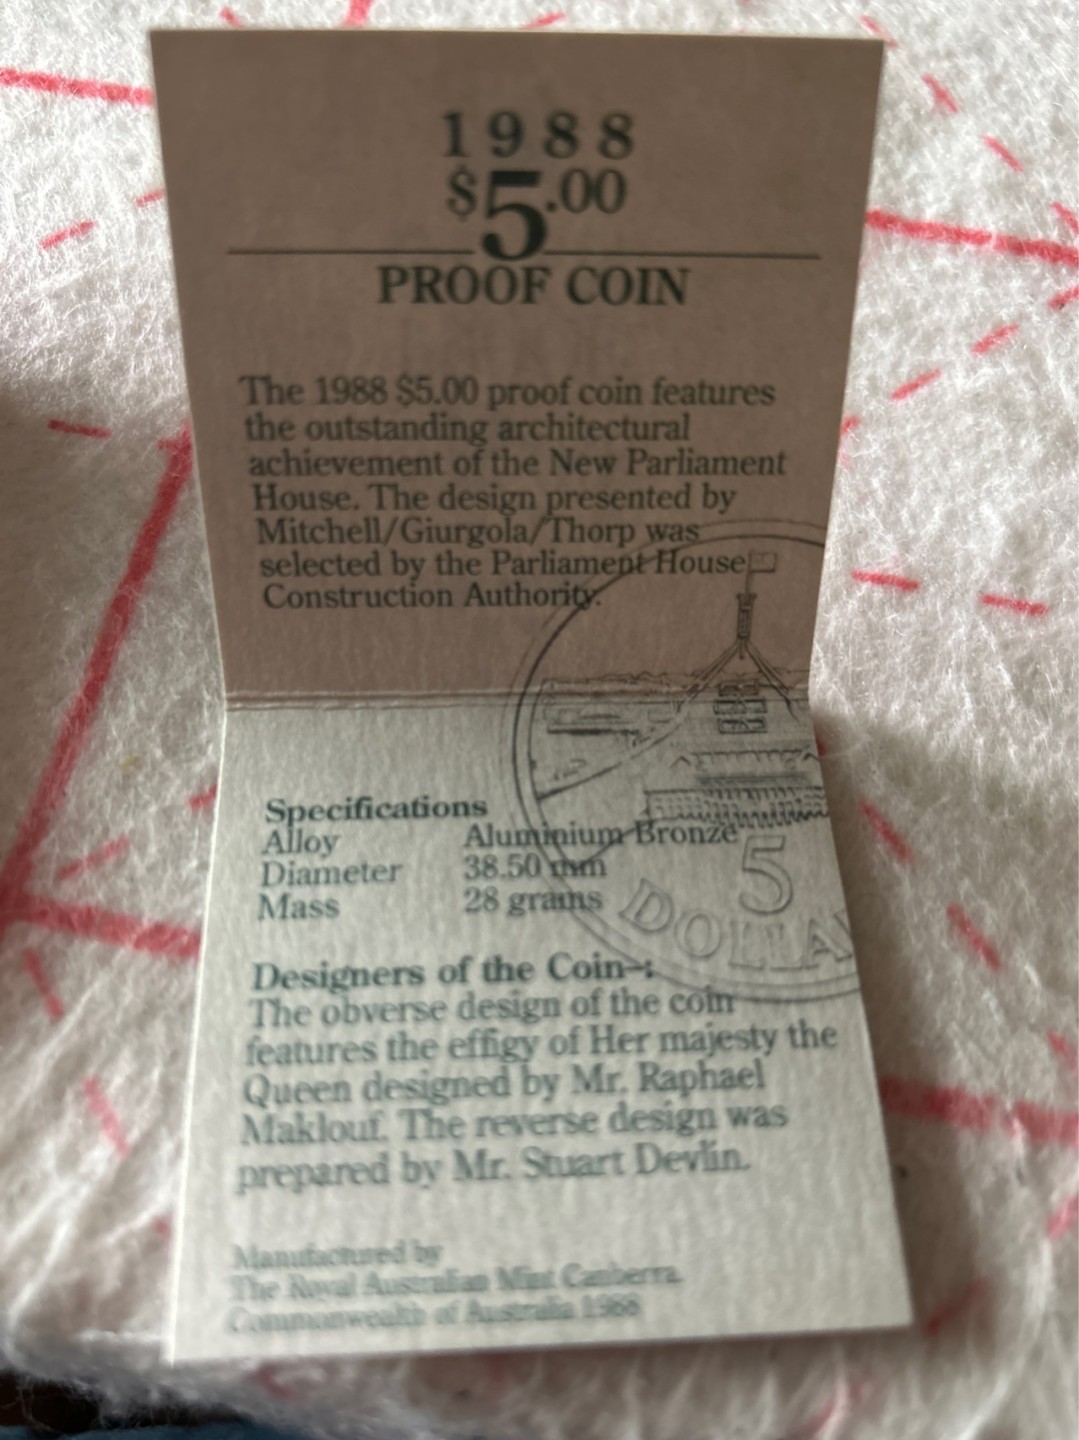 1988
$5.00
PROOF COIN
The 1988 $5.00 proof coin features
the outstanding architectural
achievement of the New Parliament
House. The design presented by
Mitchell/Giurgola/Thorp was
selected by the Parliament House
Construction Authority.
Specifications
Alloy Aluminium Bronze
Diameter 38.50 mm
Mass 28 grams
5
DOLLA
Designers of the Coin-:
The obverse design of the coin
features the effigy of Her majesty the
Queen designed by Mr. Raphael
Maklouf. The reverse design was
prepared by Mr. Stuart Devlin.
Manufactured by
The Royal Australian Mint Canberra.
Commonwealth of Australia 1988